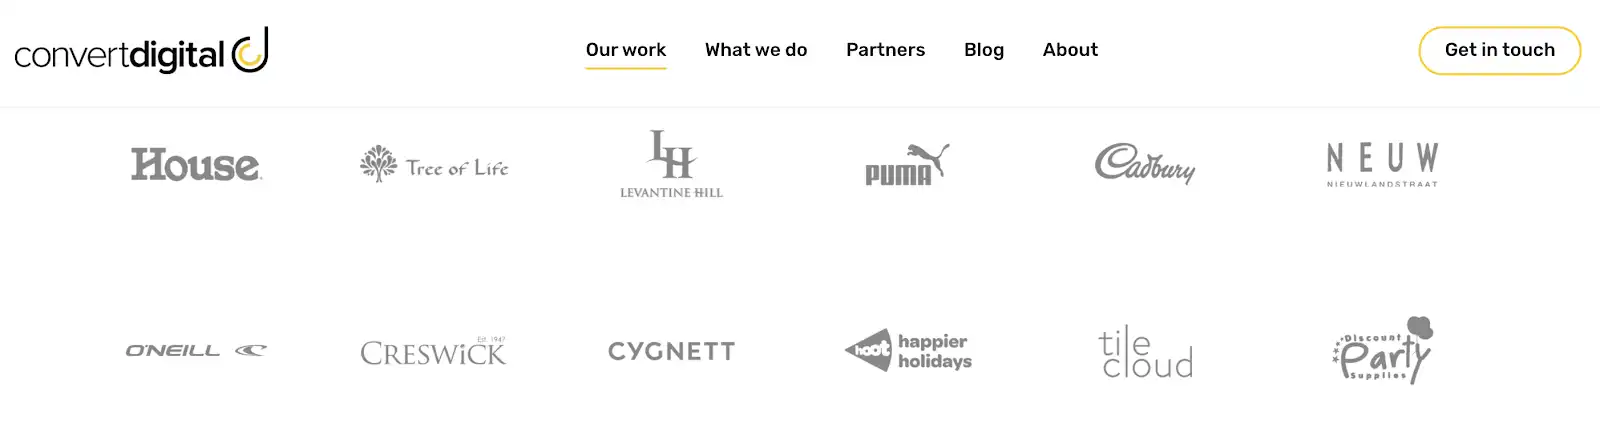 convertdigital
Our work
What we do
Partners
Blog
About
Get in touch
House
Tree of Life
LH
LEVANTINE HILL
PUMA
Cadbury
NEUW
NIEUWLANDSTRAAT
O'NEILL
Est. 1947
CRESWiCK
CYGNETT
hoot
happier
holidays
tile
cloud
Discount
Party
Supplies